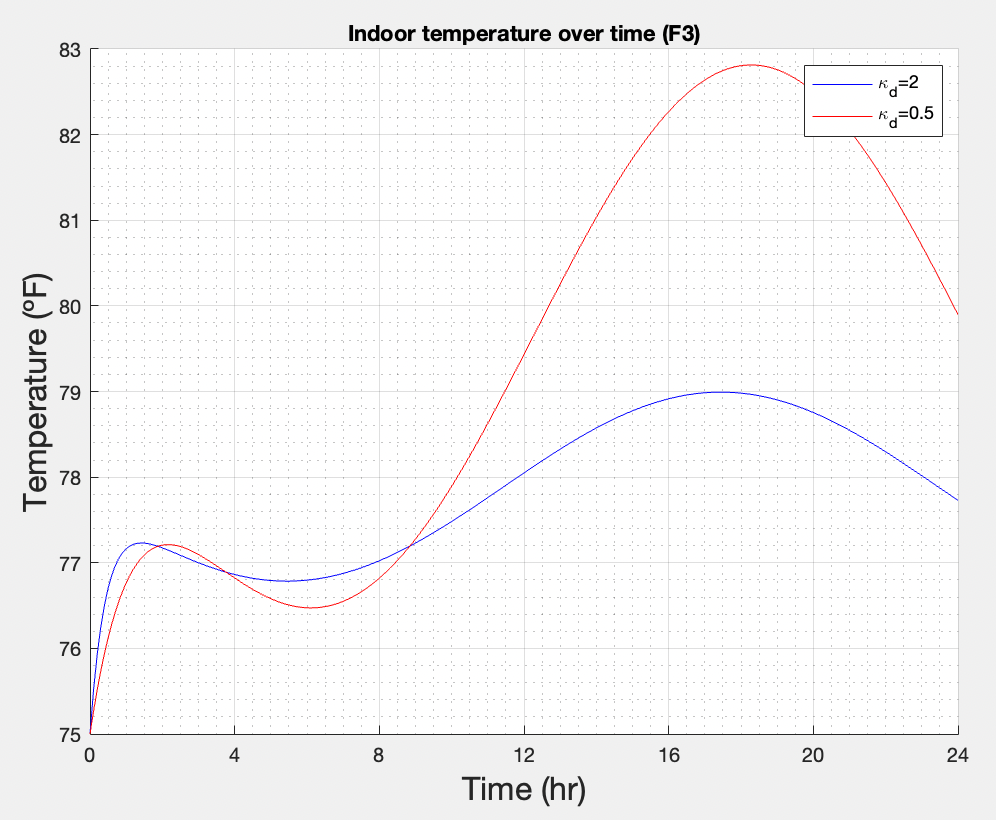 Indoor temperature over time (F3)
83
82
81
80
79
78
77
76
75
Temperature (ºF)
κd=2
κd=0.5
0 4 8 12 16 20 24
Time (hr)